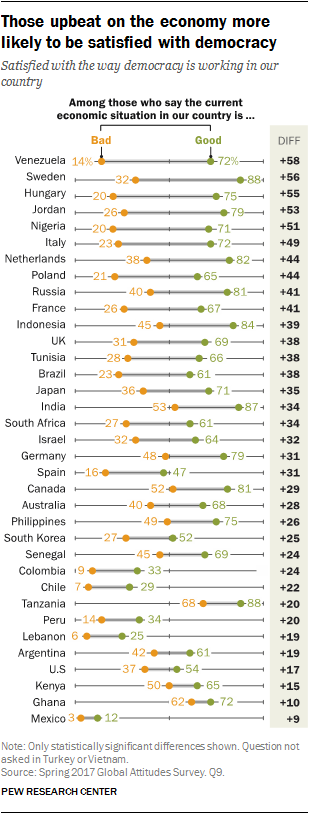 Those upbeat on the economy more
likely to be satisfied with democracy
Satisfied with the way democracy is working in our
country
Among those who say the current
economic situation in our country is ...
Bad Good DIFF
Venezuela 14% 72% +58
Sweden 32 88 +56
Hungary 20 75 +55
Jordan 26 79 +53
Nigeria 20 71 +51
Italy 23 72 +49
Netherlands 38 82 +44
Poland 21 65 +44
Russia 40 81 +41
France 26 67 +41
Indonesia 45 84 +39
UK 31 69 +38
Tunisia 28 66 +38
Brazil 23 61 +38
Japan 36 71 +35
India 53 87 +34
South Africa 27 61 +34
Israel 32 64 +32
Germany 48 79 +31
Spain 16 47 +31
Canada 52 81 +29
Australia 40 68 +28
Philippines 49 75 +26
South Korea 27 52 +25
Senegal 45 69 +24
Colombia 9 33 +24
Chile 7 29 +22
Tanzania 68 88 +20
Peru 14 34 +20
Lebanon 6 25 +19
Argentina 42 61 +19
U.S 37 54 +17
Kenya 50 65 +15
Ghana 62 72 +10
Mexico 3 12 +9
Note: Only statistically significant differences shown. Question not
asked in Turkey or Vietnam.
Source: Spring 2017 Global Attitudes Survey. Q9.
PEW RESEARCH CENTER